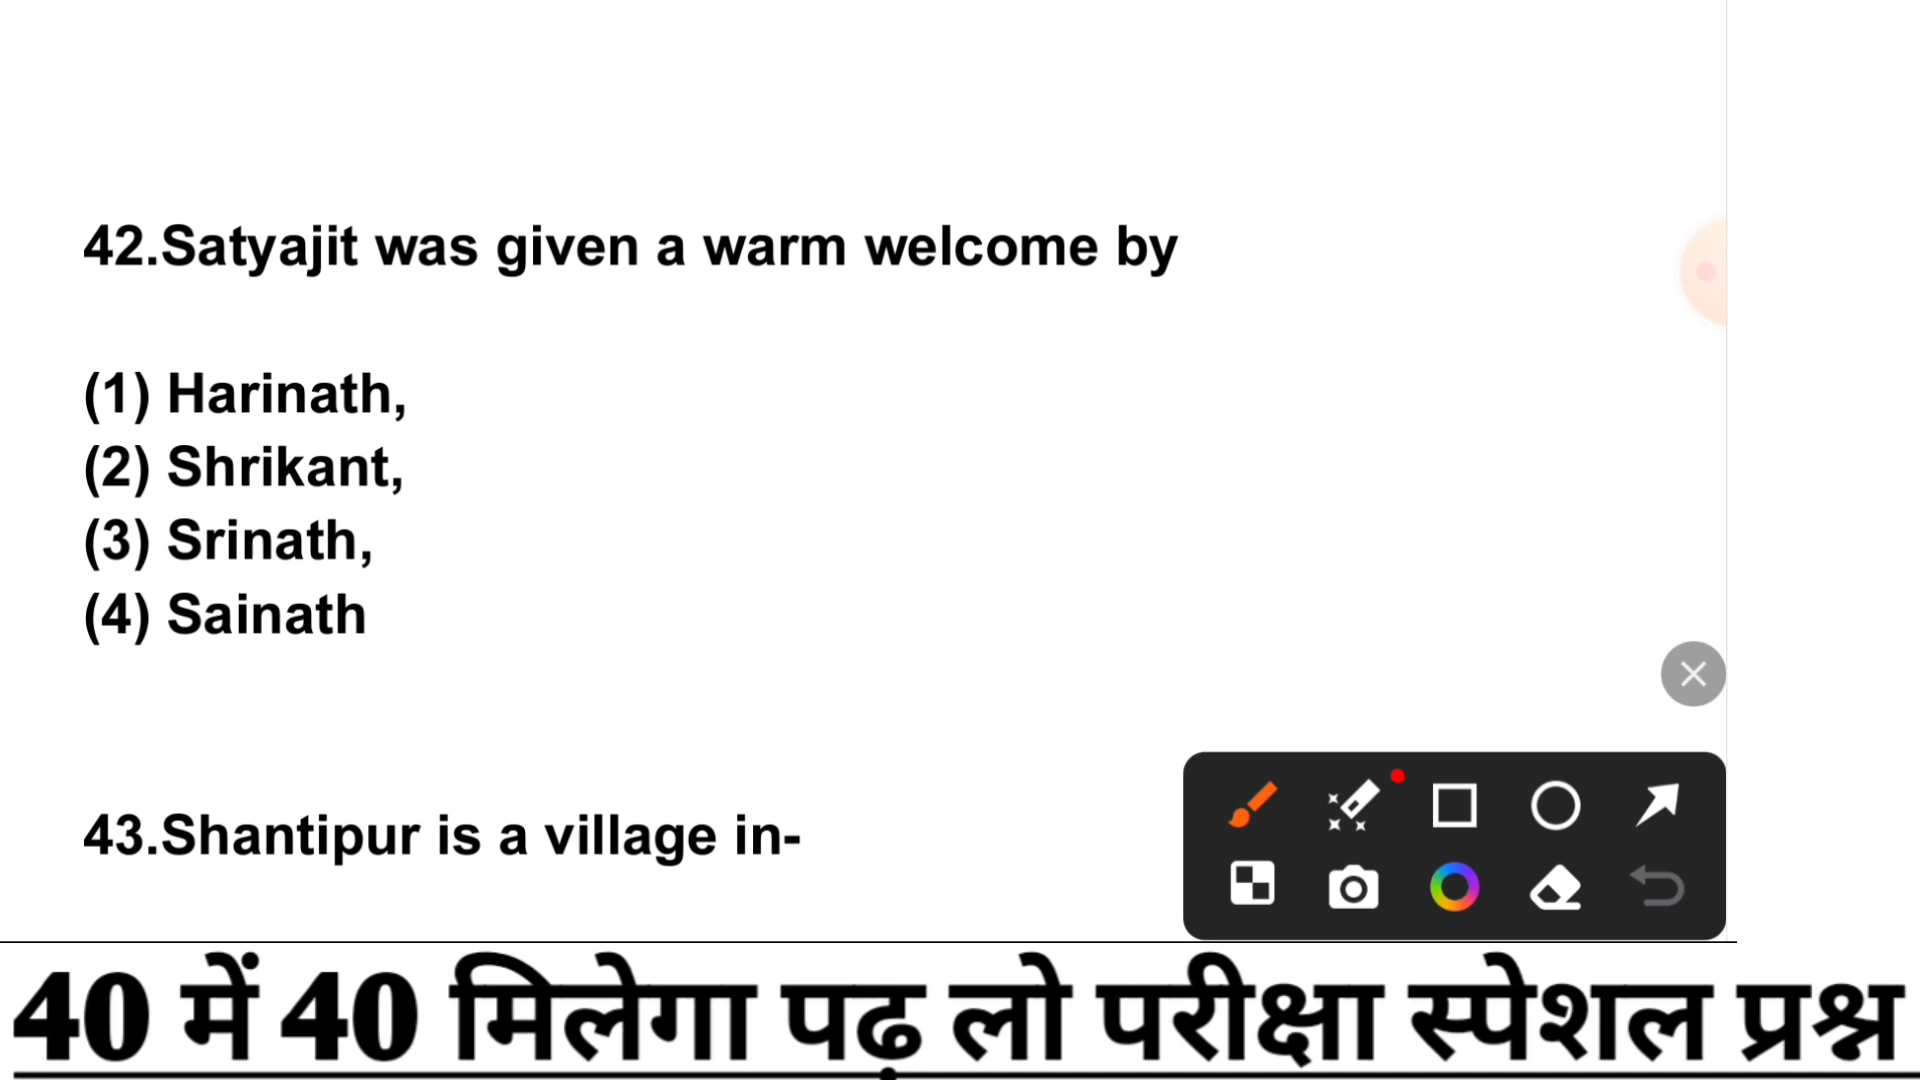 42.Satyajit was given a warm welcome by
(1) Harinath,
(2) Shrikant,
(3) Srinath,
(4) Sainath
43.Shantipur is a village in-
40 में 40 मिलेगा पढ़ लो परीक्षा स्पेशल प्रश्न